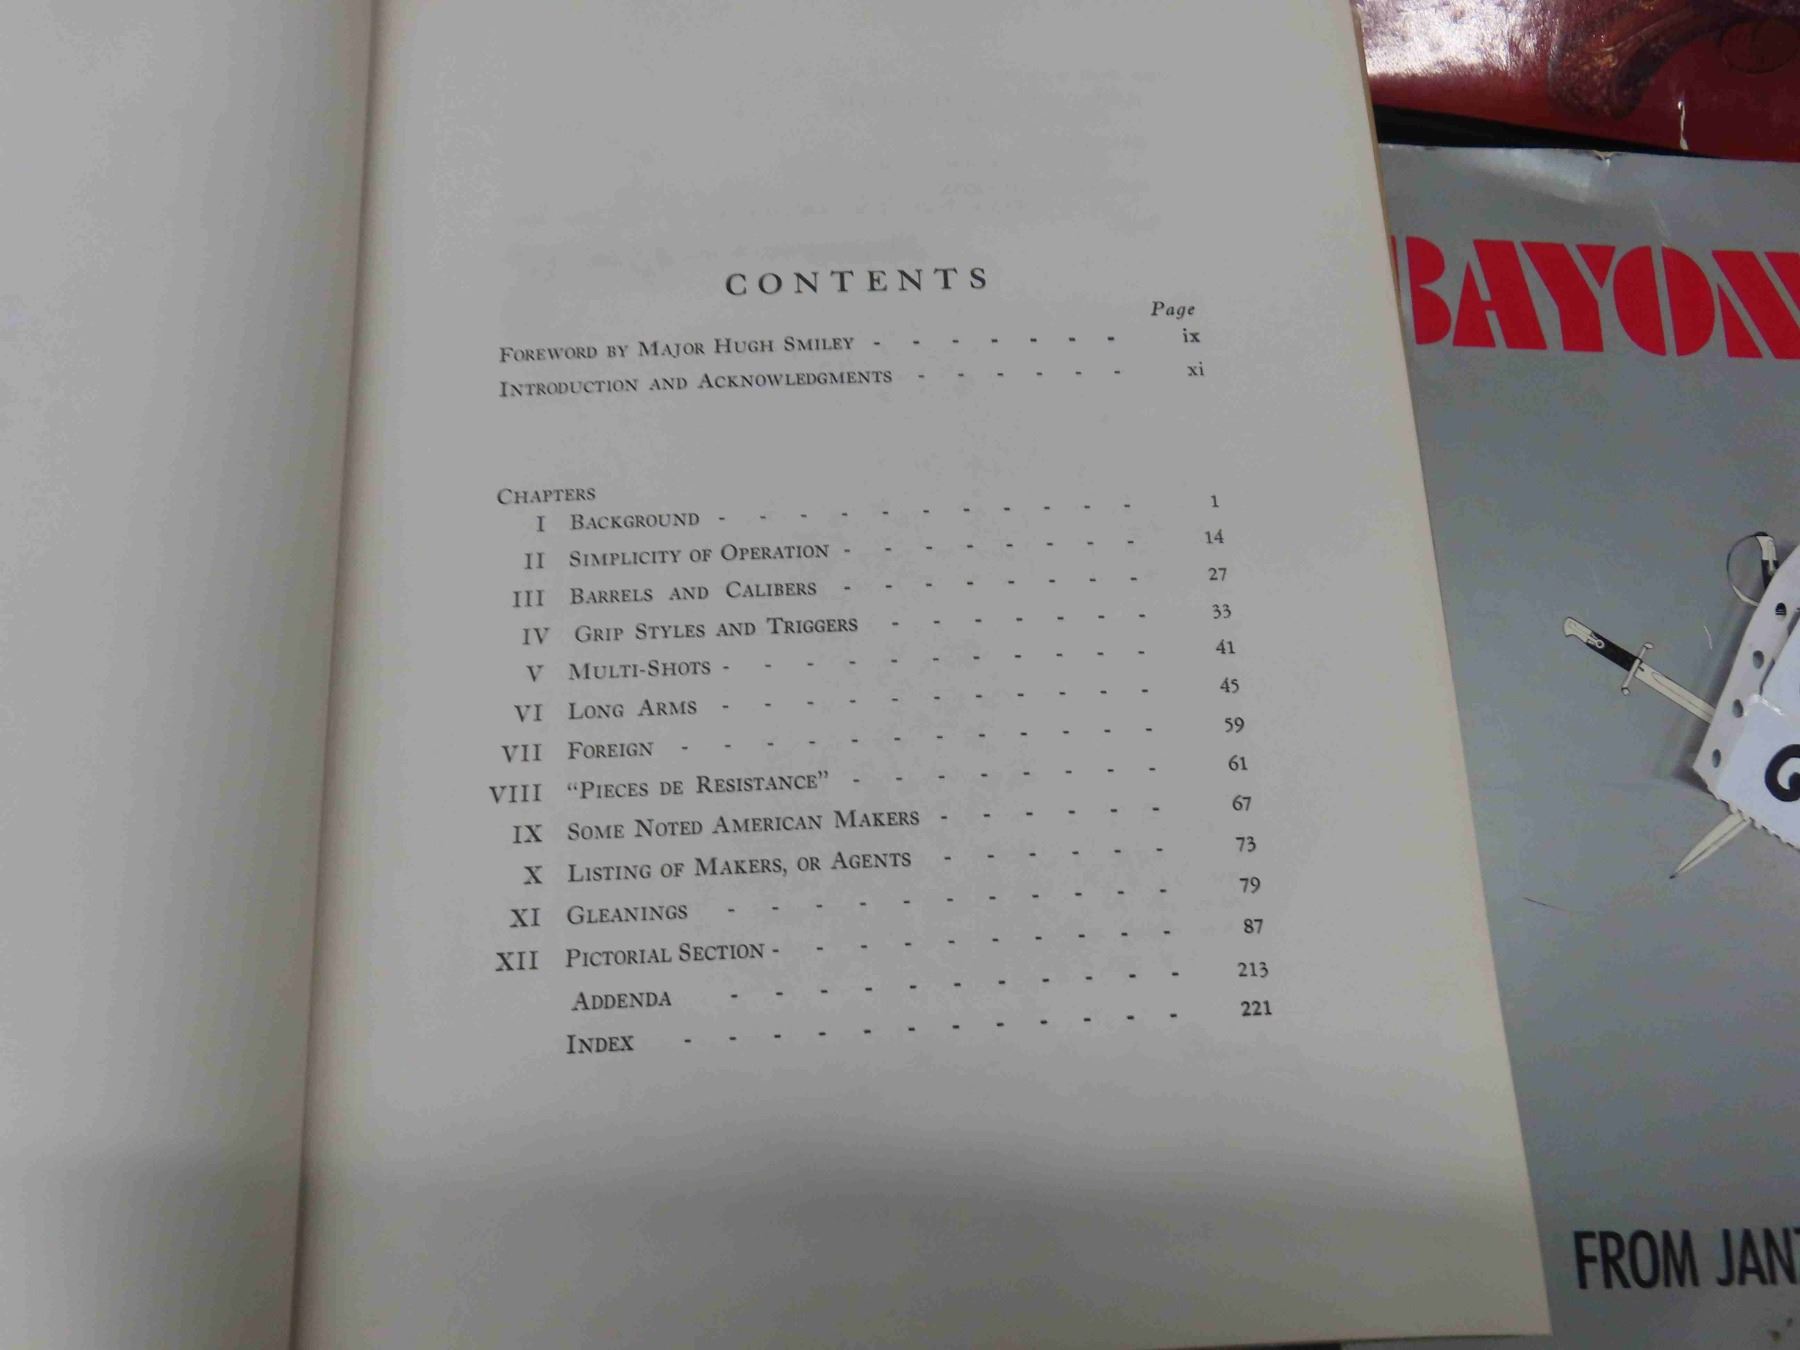 CONTENTS
Page
Foreword by Major Hugh Smiley - - - - - - - ix
Introduction and Acknowledgments - - - - - - xi
Chapters
I Background - - - - - - - - - - - 1
II Simplicity of Operation - - - - - - - - 14
III Barrels and Calibers - - - - - - - - 27
IV Grip Styles and Triggers - - - - - - - 33
V Multi-Shots - - - - - - - - - - - 41
VI Long Arms - - - - - - - - - - - 45
VII Foreign - - - - - - - - - - - - 59
VIII “Pieces de Resistance” - - - - - - - - 61
IX Some Noted American Makers - - - - - - 67
X Listing of Makers, or Agents - - - - - - 73
XI Gleanings - - - - - - - - - - - 79
XII Pictorial Section - - - - - - - - - - 87
Addenda - - - - - - - - - - - 213
Index - - - - - - - - - - - - 221
BAYON
FROM JAN